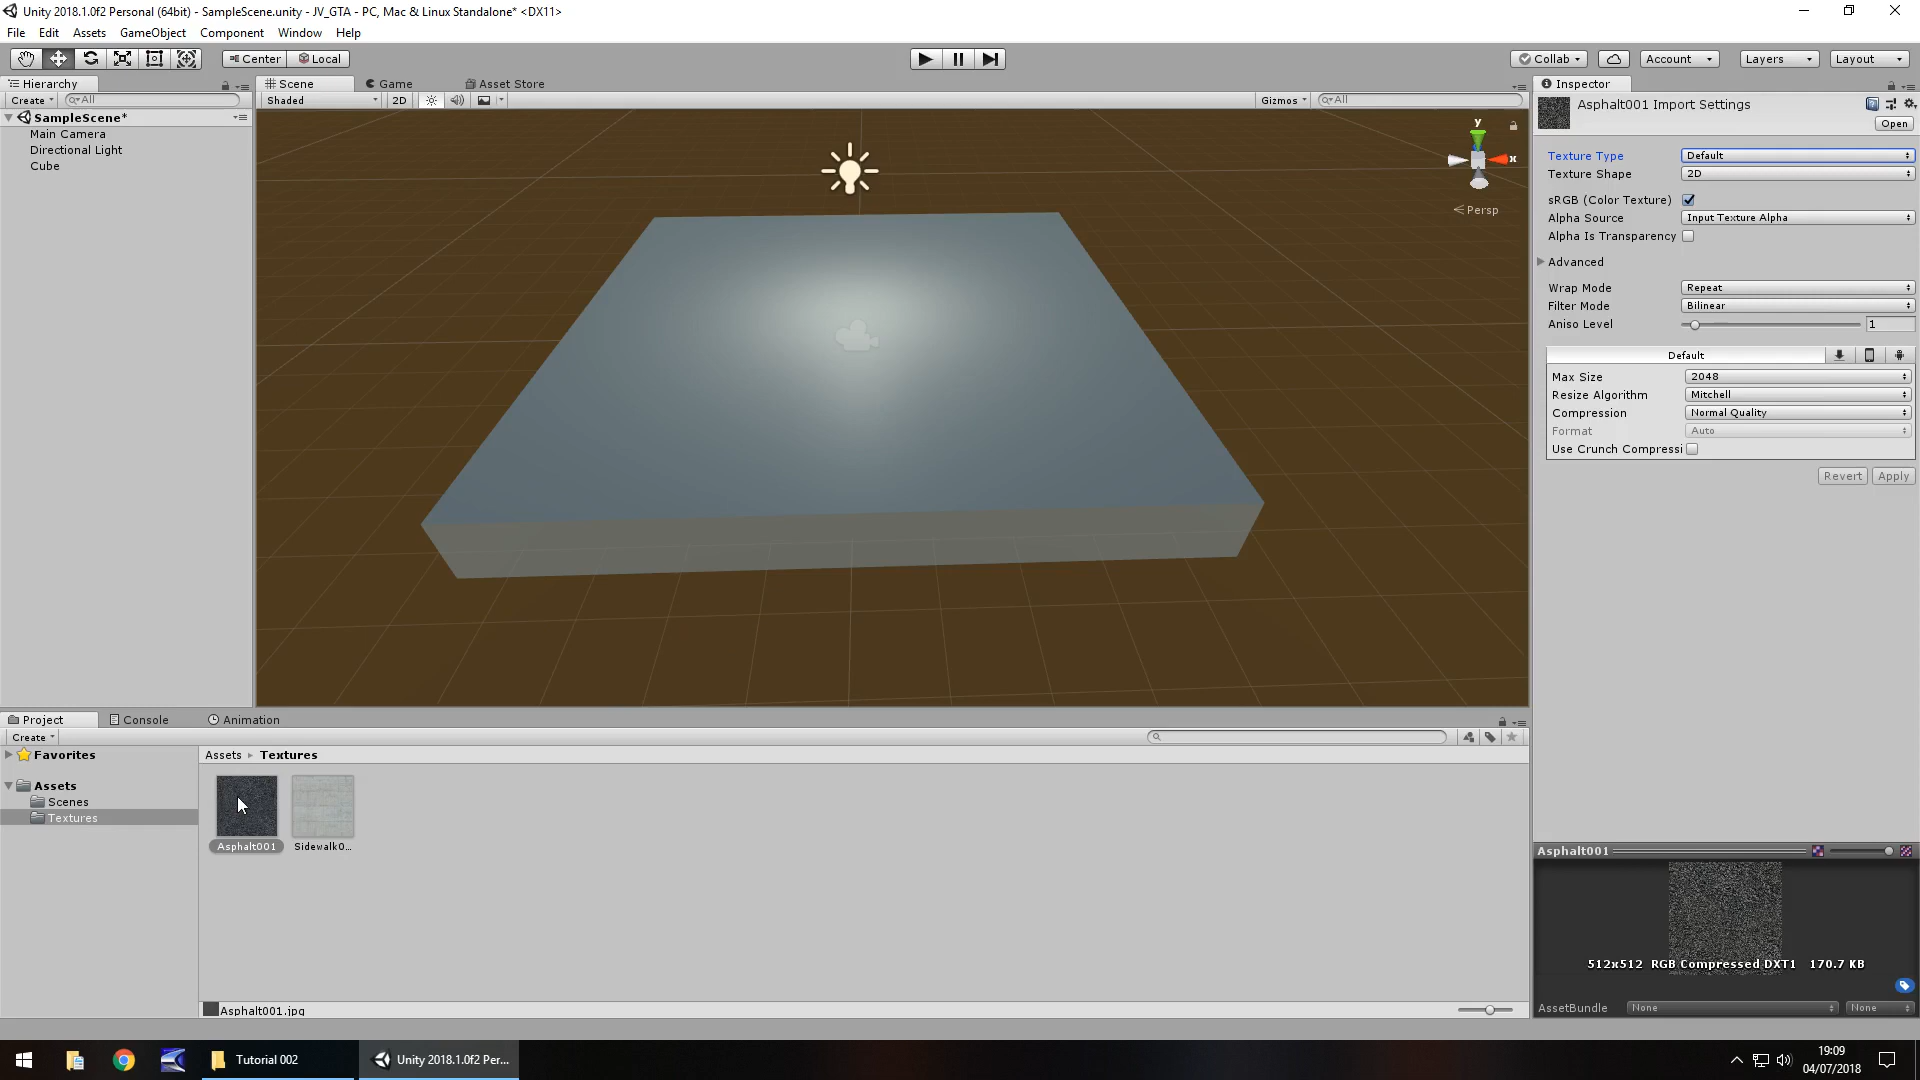 Unity 2018.1.0f2 Personal (64bit) - SampleScene.unity - JV_GTA - PC, Mac & Linux Standalone* <DX11>
File Edit Assets GameObject Component Window Help
Center Local Collab Account Layers Layout
Hierarchy Scene Game Asset Store Inspector
Create All Shaded 2D Gizmos All
SampleScene*
Main Camera
Directional Light
Cube
y
x
Persp
Asphalt001 Import Settings
Open
Texture Type Default
Texture Shape 2D
sRGB (Color Texture)
Alpha Source Input Texture Alpha
Alpha Is Transparency
Advanced
Wrap Mode Repeat
Filter Mode Bilinear
Aniso Level 1
Default
Max Size 2048
Resize Algorithm Mitchell
Compression Normal Quality
Format Auto
Use Crunch Compressi
Revert Apply
Project Console Animation
Create
Favorites
Assets
Scenes
Textures
Assets Textures
Asphalt001 Sidewalk0...
Asphalt001.jpg
Asphalt001
512x512 RGB Compressed DXT1 170.7 KB
AssetBundle None None
Tutorial 002
Unity 2018.1.0f2 Per...
19:09
04/07/2018